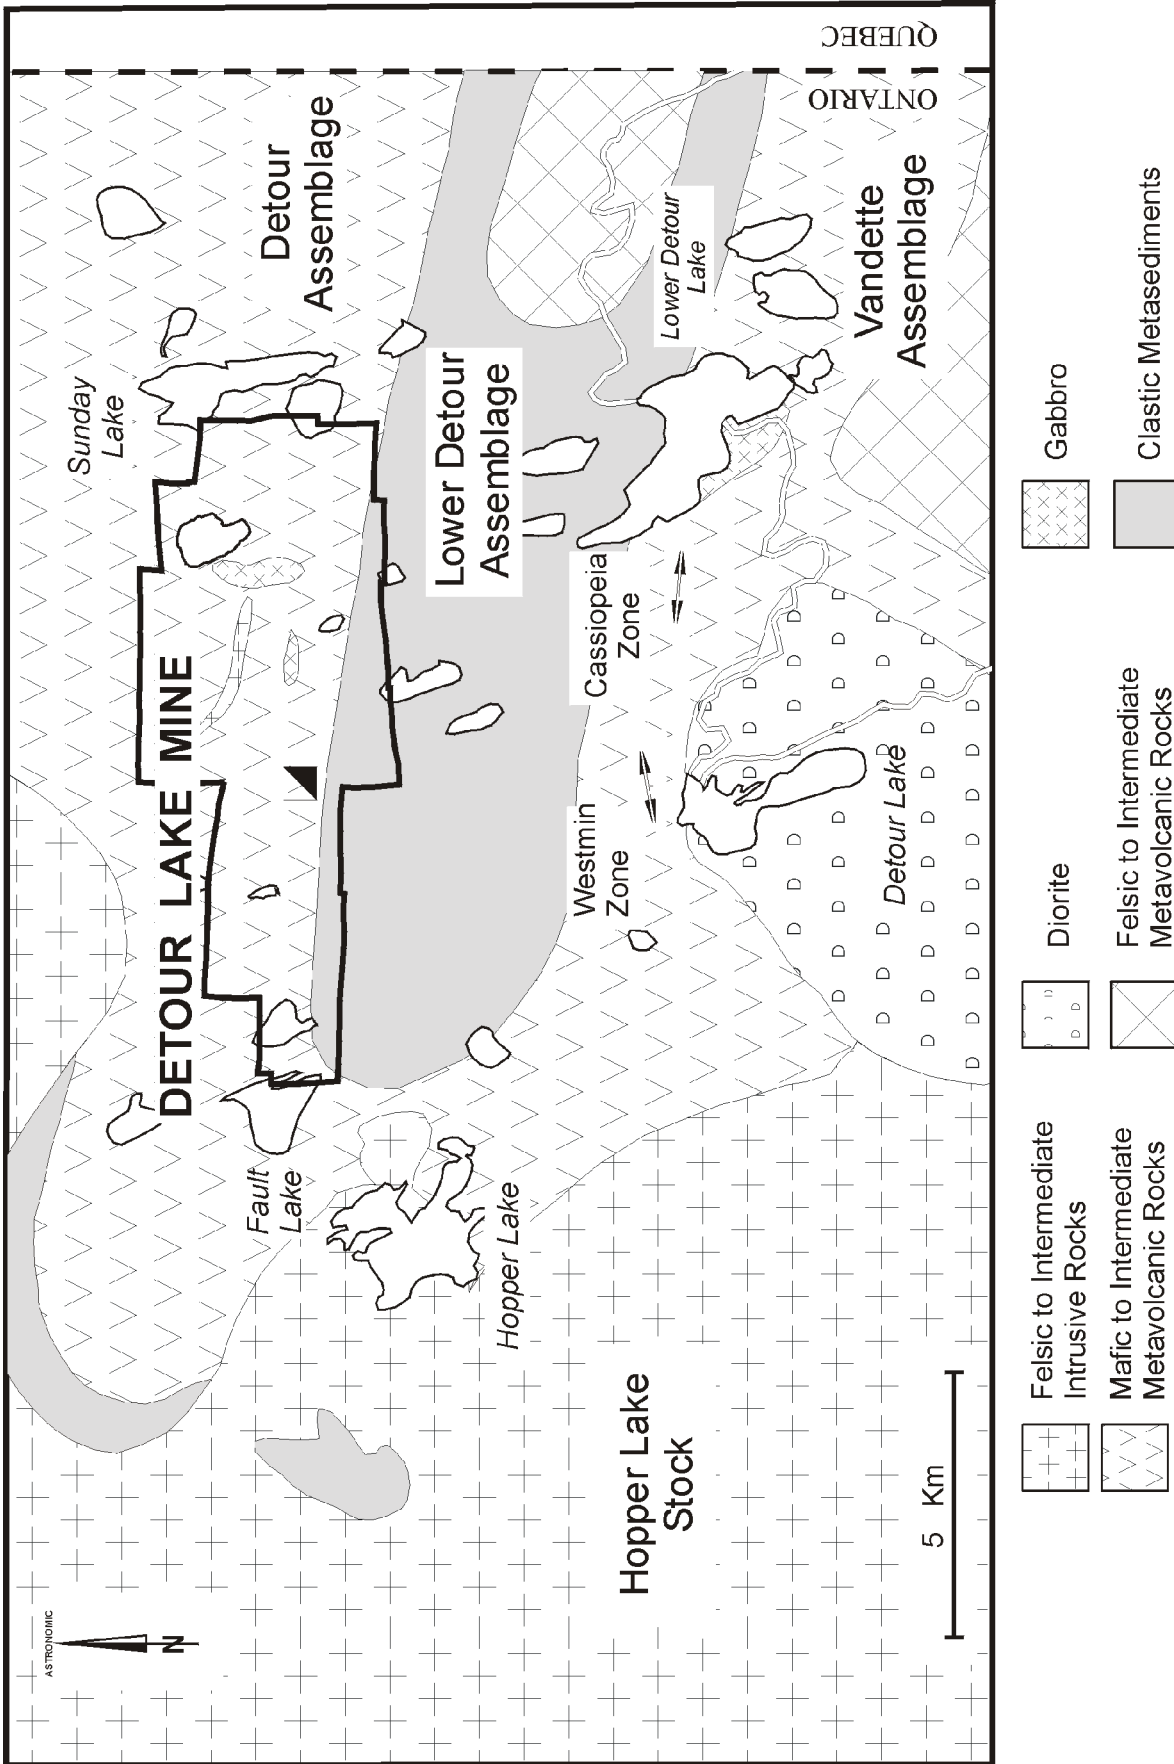 QUEBEC
ONTARIO
ASTRONOMIC
N
Sunday
Lake
DETOUR LAKE MINE
Detour
Assemblage
Fault
Lake
Lower Detour
Assemblage
Hopper Lake
Westmin
Zone
Cassiopeia
Zone
Lower Detour
Lake
Hopper Lake
Stock
Detour Lake
Vandette
Assemblage
5 Km
Felsic to Intermediate
Intrusive Rocks
Diorite
Gabbro
Mafic to Intermediate
Metavolcanic Rocks
Felsic to Intermediate
Metavolcanic Rocks
Clastic Metasediments